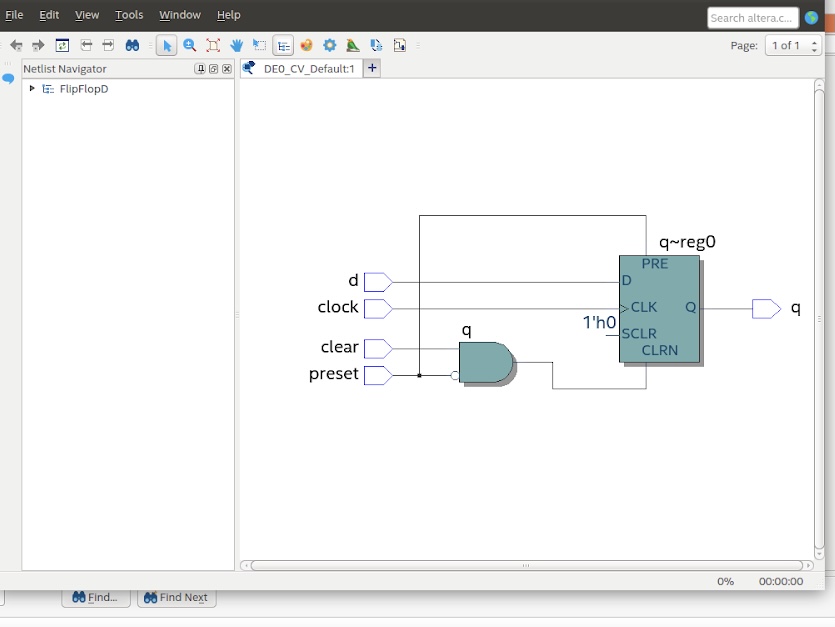 File Edit View Tools Window Help
Search altera.c...
Page: 1 of 1
Netlist Navigator
DE0_CV_Default:1
FlipFlopD
q~reg0
PRE
d
D
clock
CLK
Q
q
1'h0
SCLR
q
clear
CLRN
preset
0%
00:00:00
Find...
Find Next